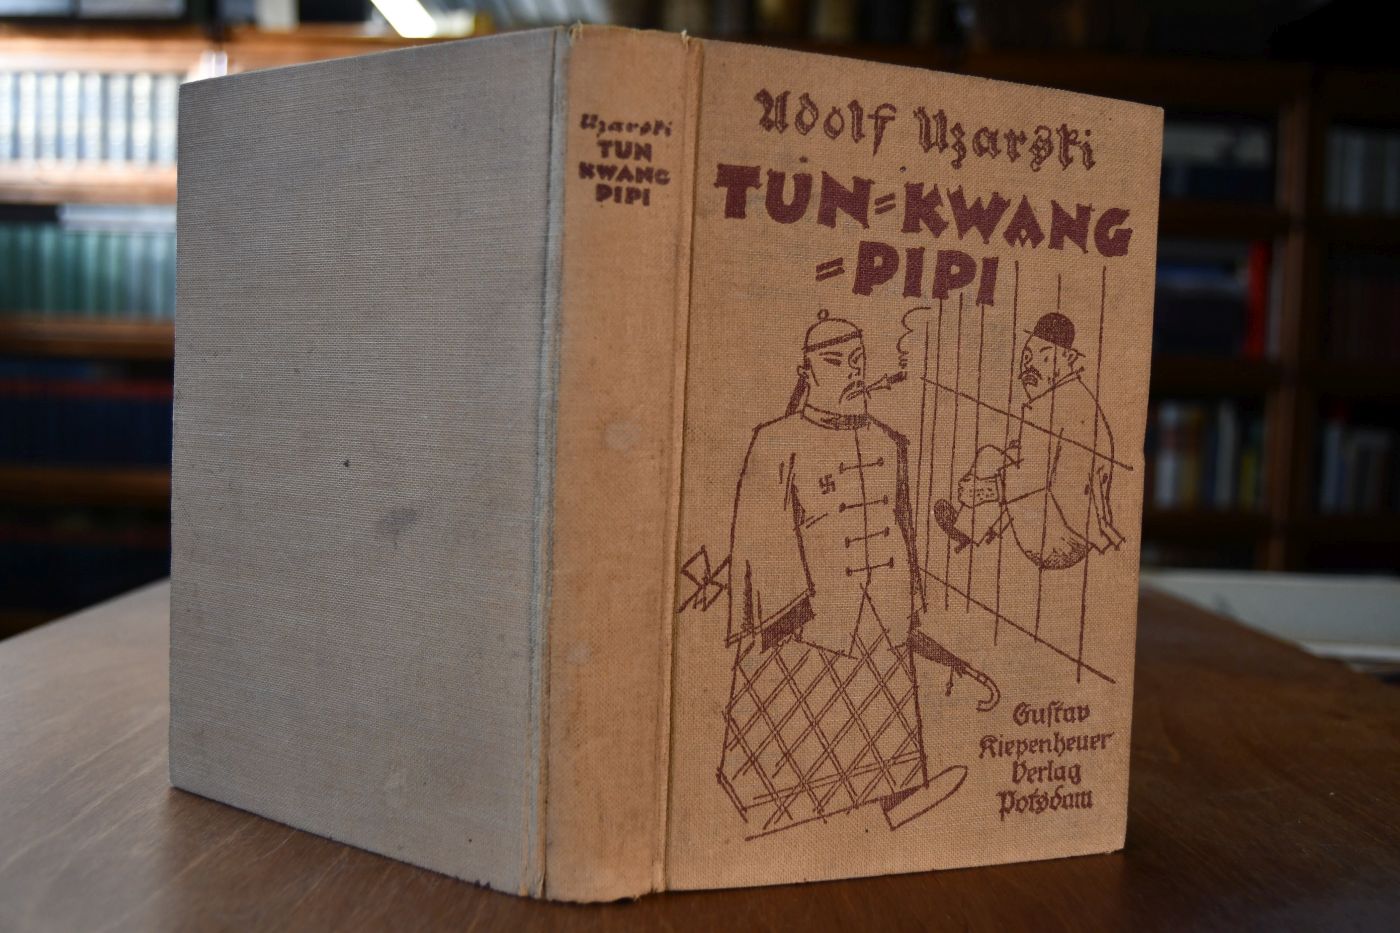 Uzarski
TUN
KWANG
PIPI
Adolf Uzarski
TUN=KWANG
=PIPI
Gustav
Kiepenheuer
Verlag
Potsdam